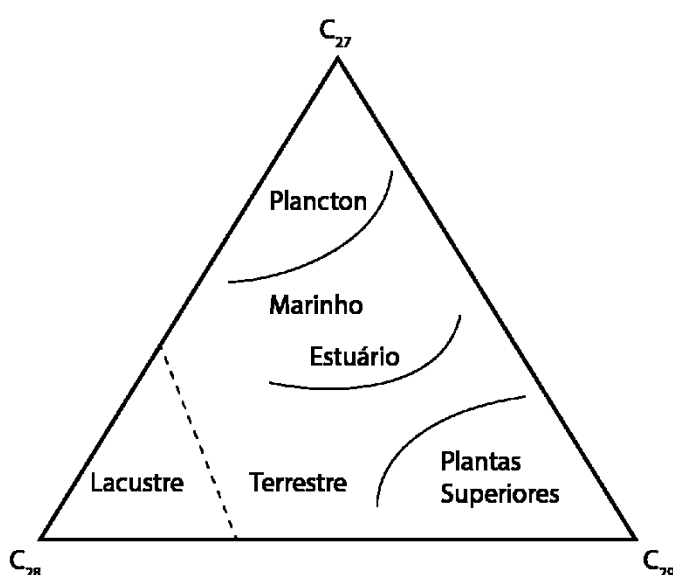 C₂₇
Plancton
Marinho
Estuário
Lacustre
Terrestre
Plantas
Superiores
C₂₈
C₂₉